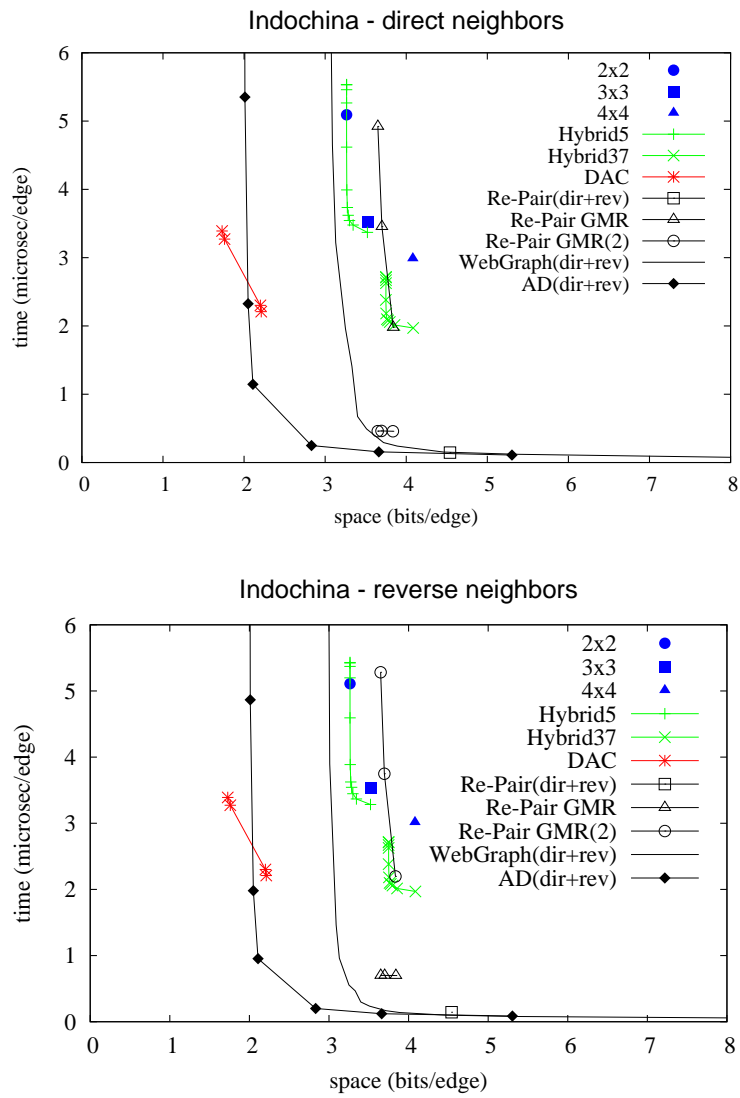 Indochina - direct neighbors
6
5
4
3
2
1
0
time (microsec/edge)
2x2
3x3
4x4
Hybrid5
Hybrid37
DAC
Re-Pair(dir+rev)
Re-Pair GMR
Re-Pair GMR(2)
WebGraph(dir+rev)
AD(dir+rev)
0 1 2 3 4 5 6 7 8
space (bits/edge)
Indochina - reverse neighbors
6
5
4
3
2
1
0
time (microsec/edge)
2x2
3x3
4x4
Hybrid5
Hybrid37
DAC
Re-Pair(dir+rev)
Re-Pair GMR
Re-Pair GMR(2)
WebGraph(dir+rev)
AD(dir+rev)
0 1 2 3 4 5 6 7 8
space (bits/edge)